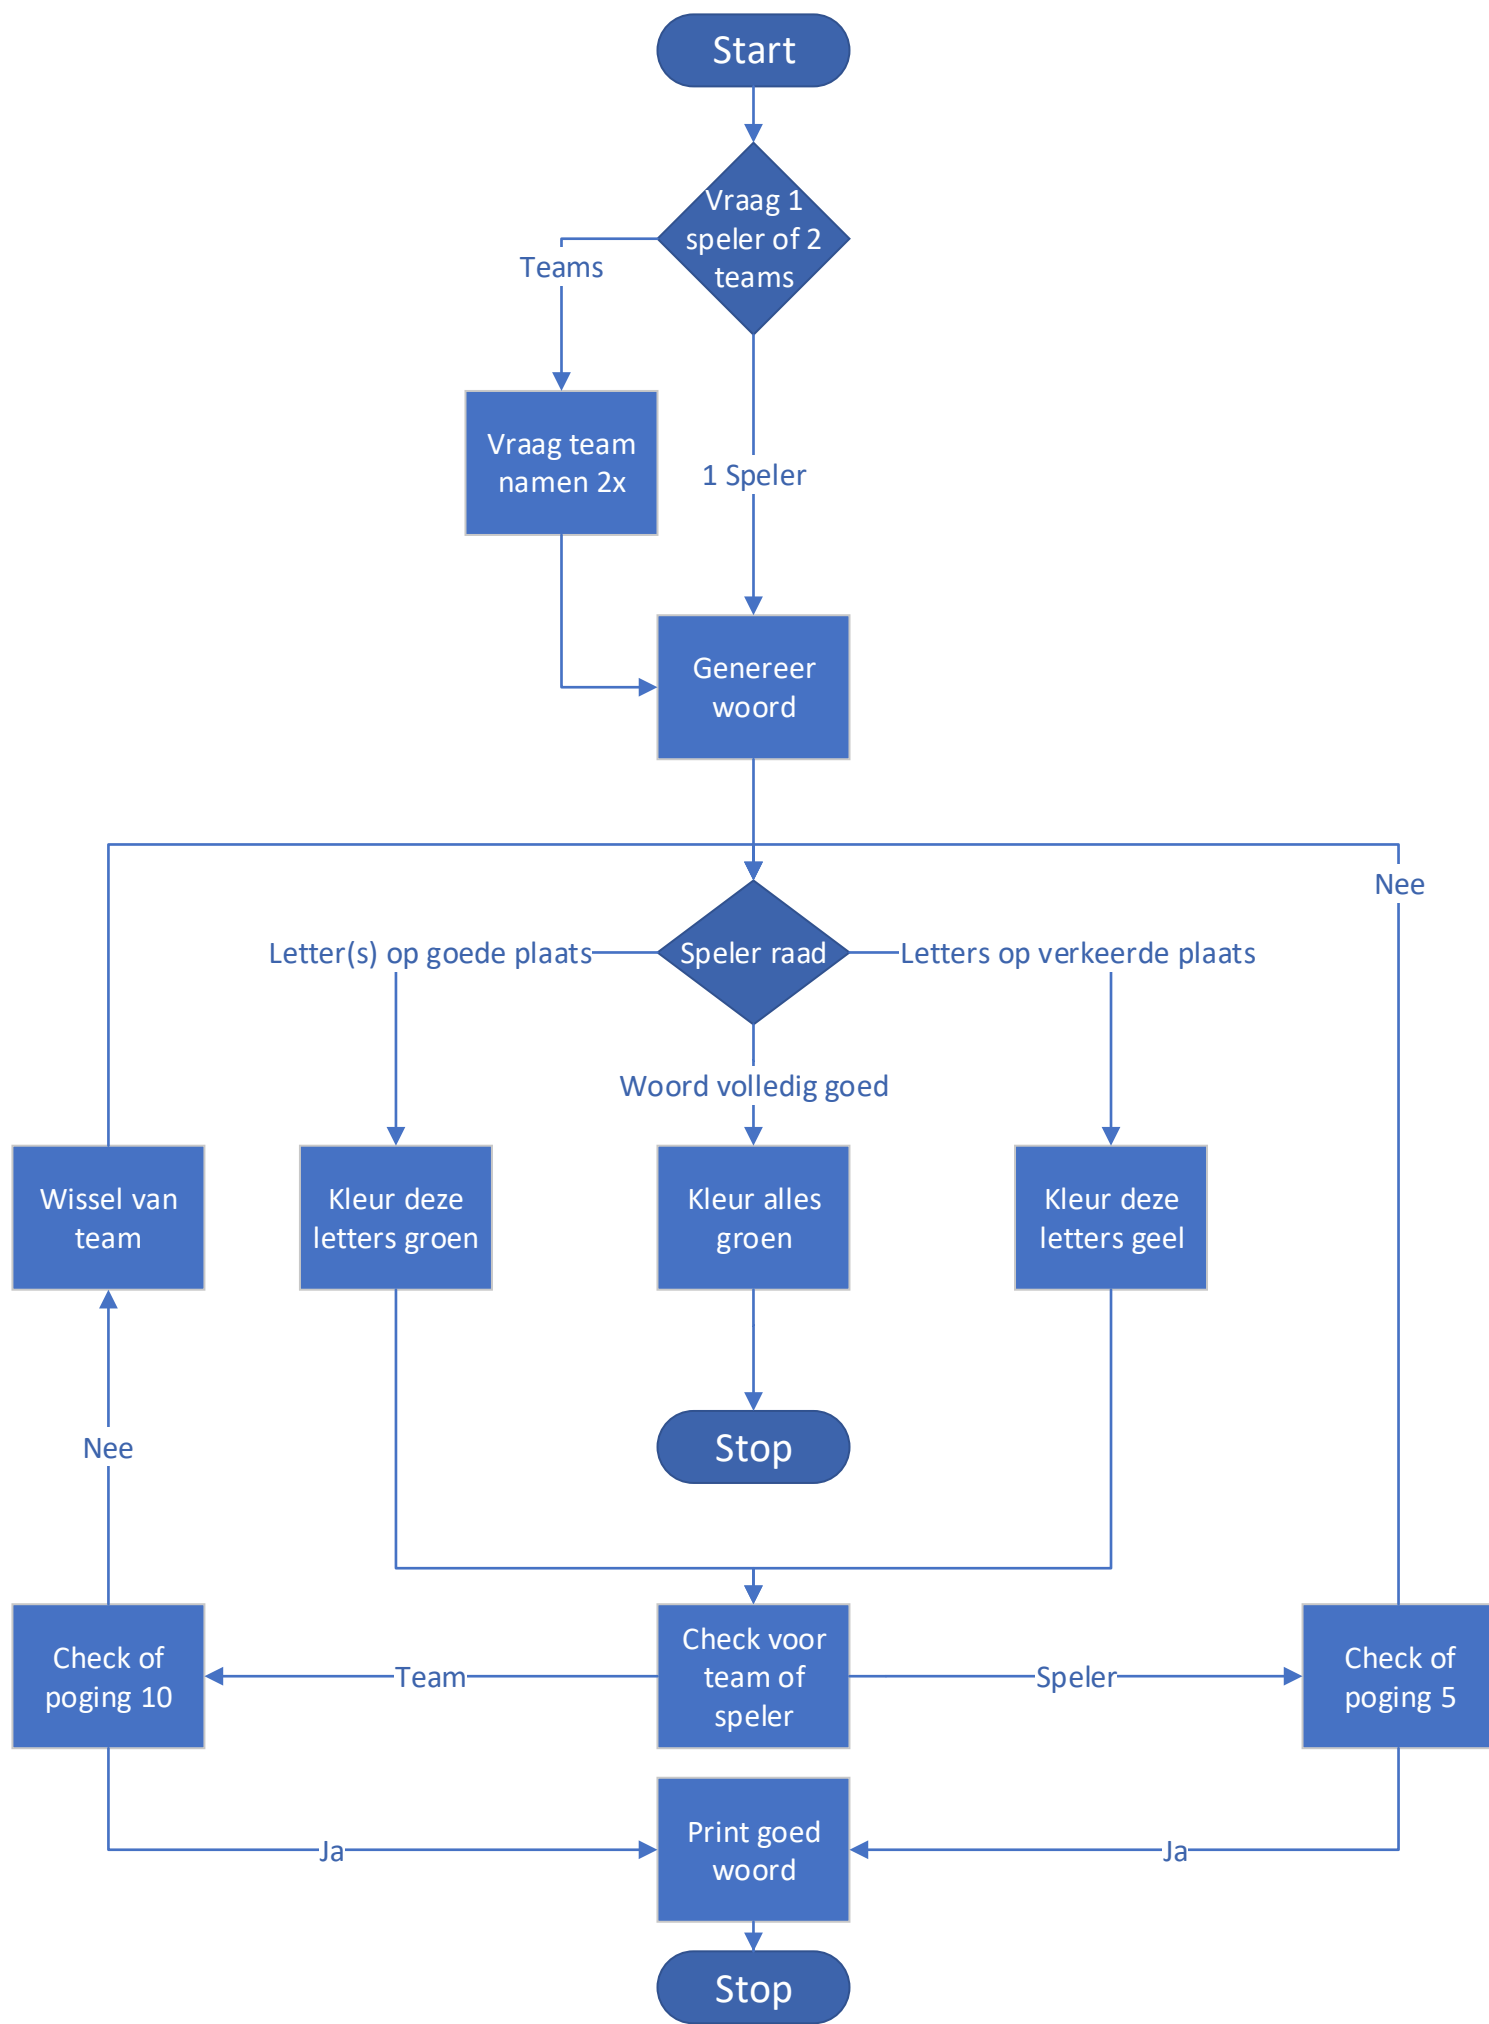 Start
Vraag 1
speler of 2
teams
Teams
Vraag team
namen 2x
1 Speler
Genereer
woord
Nee
Letter(s) op goede plaats
Speler raad
Letters op verkeerde plaats
Woord volledig goed
Wissel van
team
Kleur deze
letters groen
Kleur alles
groen
Kleur deze
letters geel
Nee
Stop
Check of
poging 10
Team
Check voor
team of
speler
Speler
Check of
poging 5
Ja
Print goed
woord
Ja
Stop